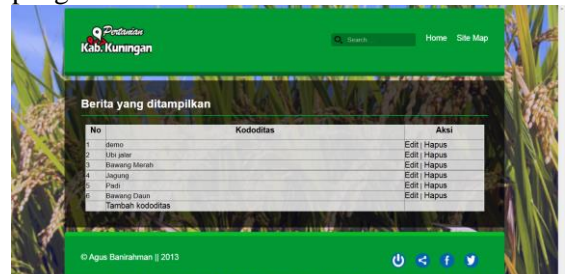 Pertanian
Kab. Kuningan
Search
Home Site Map
Berita yang ditampilkan
No Kododitas Aksi
1 demo Edit | Hapus
2 Ubi jalar Edit | Hapus
3 Bawang Merah Edit | Hapus
4 Jagung Edit | Hapus
5 Padi Edit | Hapus
6 Bawang Daun Edit | Hapus
Tambah kododitas
© Agus Banirahman || 2013